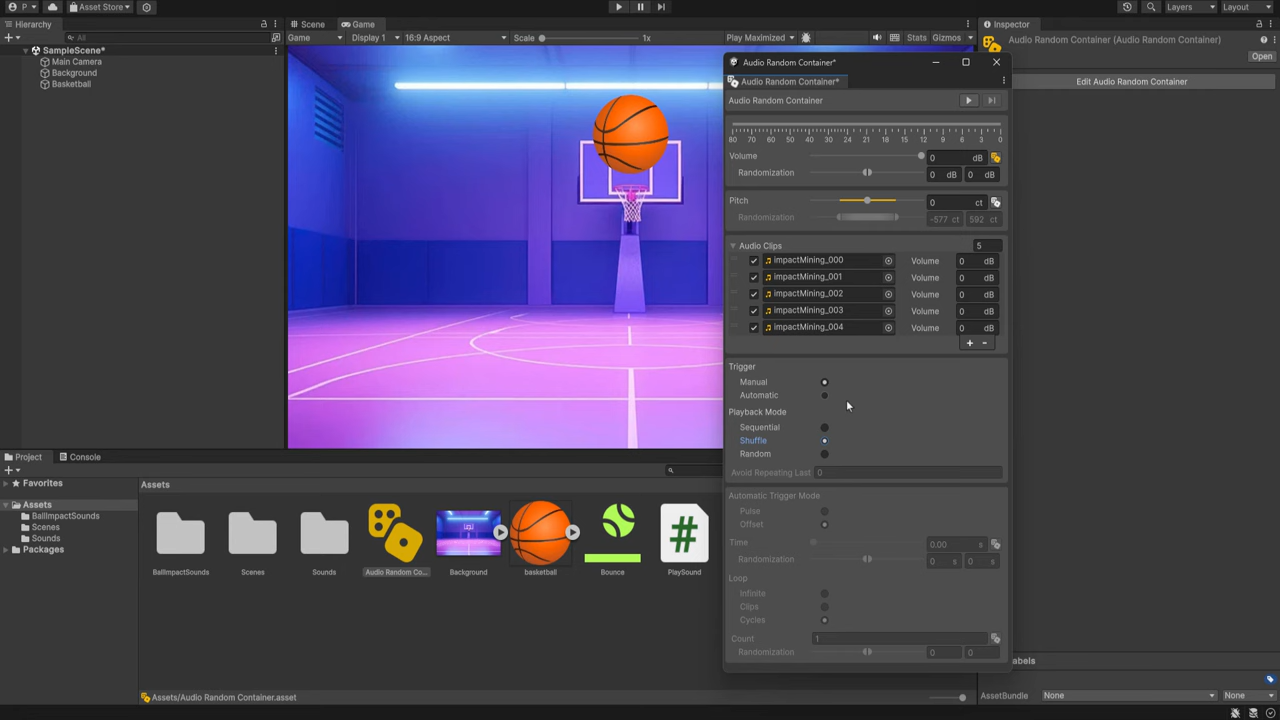 P
Asset Store
Layers
Layout
Hierarchy
All
SampleScene*
Main Camera
Background
Basketball
Scene
Game
Game
Display 1
16:9 Aspect
Scale
1x
Play Maximized
Stats
Gizmos
Inspector
Audio Random Container (Audio Random Container)
Open
Edit Audio Random Container
Audio Random Container*
Audio Random Container*
Audio Random Container
80 48 36 30 24 21 18 15 12 9 6 3 0
Volume 0 dB
Randomization 0 dB 0 dB
Pitch 0 ct
Randomization -577 ct 592 ct
Audio Clips 5
impactMining_000 Volume 0 dB
impactMining_001 Volume 0 dB
impactMining_002 Volume 0 dB
impactMining_003 Volume 0 dB
impactMining_004 Volume 0 dB
+ -
Trigger
Manual
Automatic
Playback Mode
Sequential
Shuffle
Random
Avoid Repeating Last 0
Automatic Trigger Mode
Pulse
Offset
Time 0.00 s
Randomization 0 s 0 s
Loop
Infinite
Clips
Cycles
Count 1
Randomization 0 0
Project
Console
Favorites
Assets
BallImpactSounds
Scenes
Sounds
Packages
Assets
BallImpactSounds
Scenes
Sounds
Audio Random Co...
Background
basketball
Bounce
#
PlaySound
Assets/Audio Random Container.asset
abels
AssetBundle None None